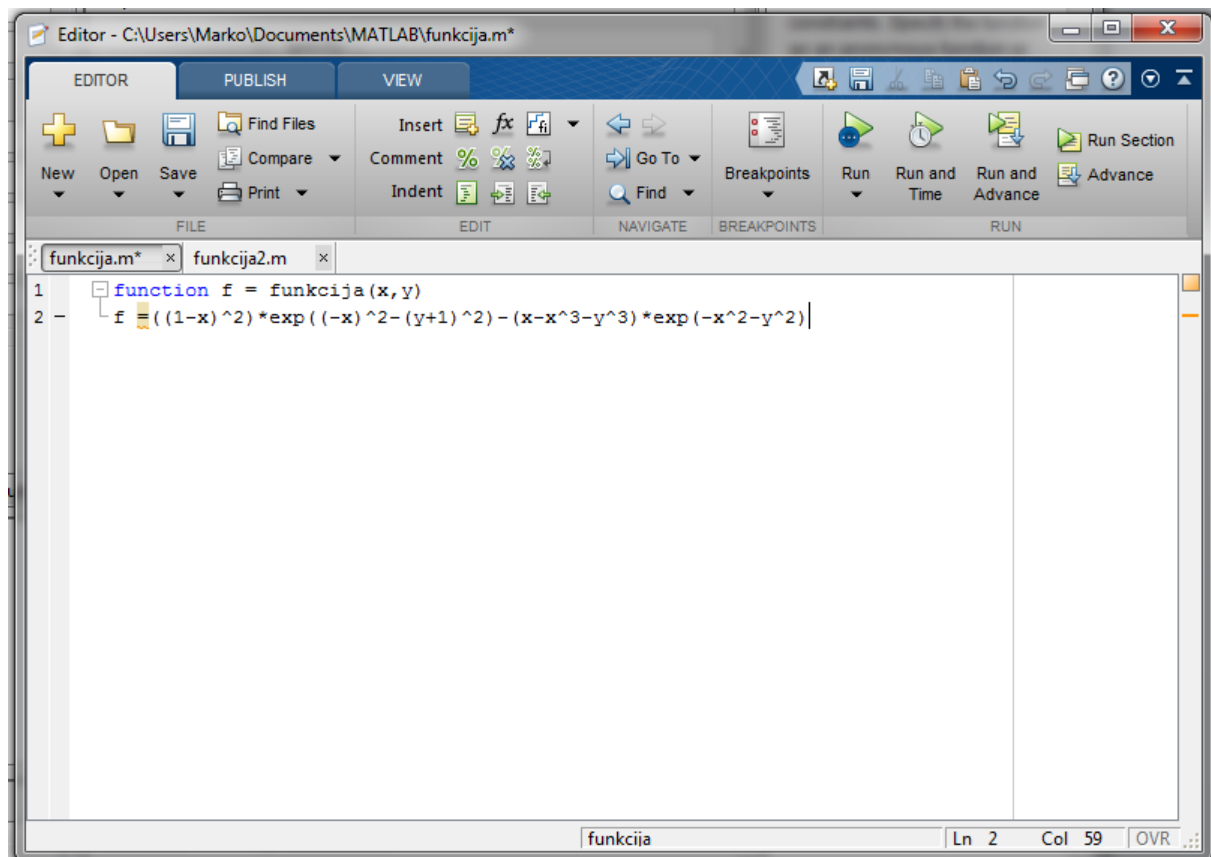 Editor - C:\Users\Marko\Documents\MATLAB\funkcija.m*
EDITOR PUBLISH VIEW
New Open Save Find Files Compare Print
Insert fx fi Comment Indent
Go To Find
Breakpoints
Run Run and Time Run and Advance Run Section Advance
FILE EDIT NAVIGATE BREAKPOINTS RUN
funkcija.m* × funkcija2.m ×
1 function f = funkcija(x,y)
2 – f =((1-x)^2)*exp((-x)^2-(y+1)^2)-(x-x^3-y^3)*exp(-x^2-y^2)
funkcija Ln 2 Col 59 OVR